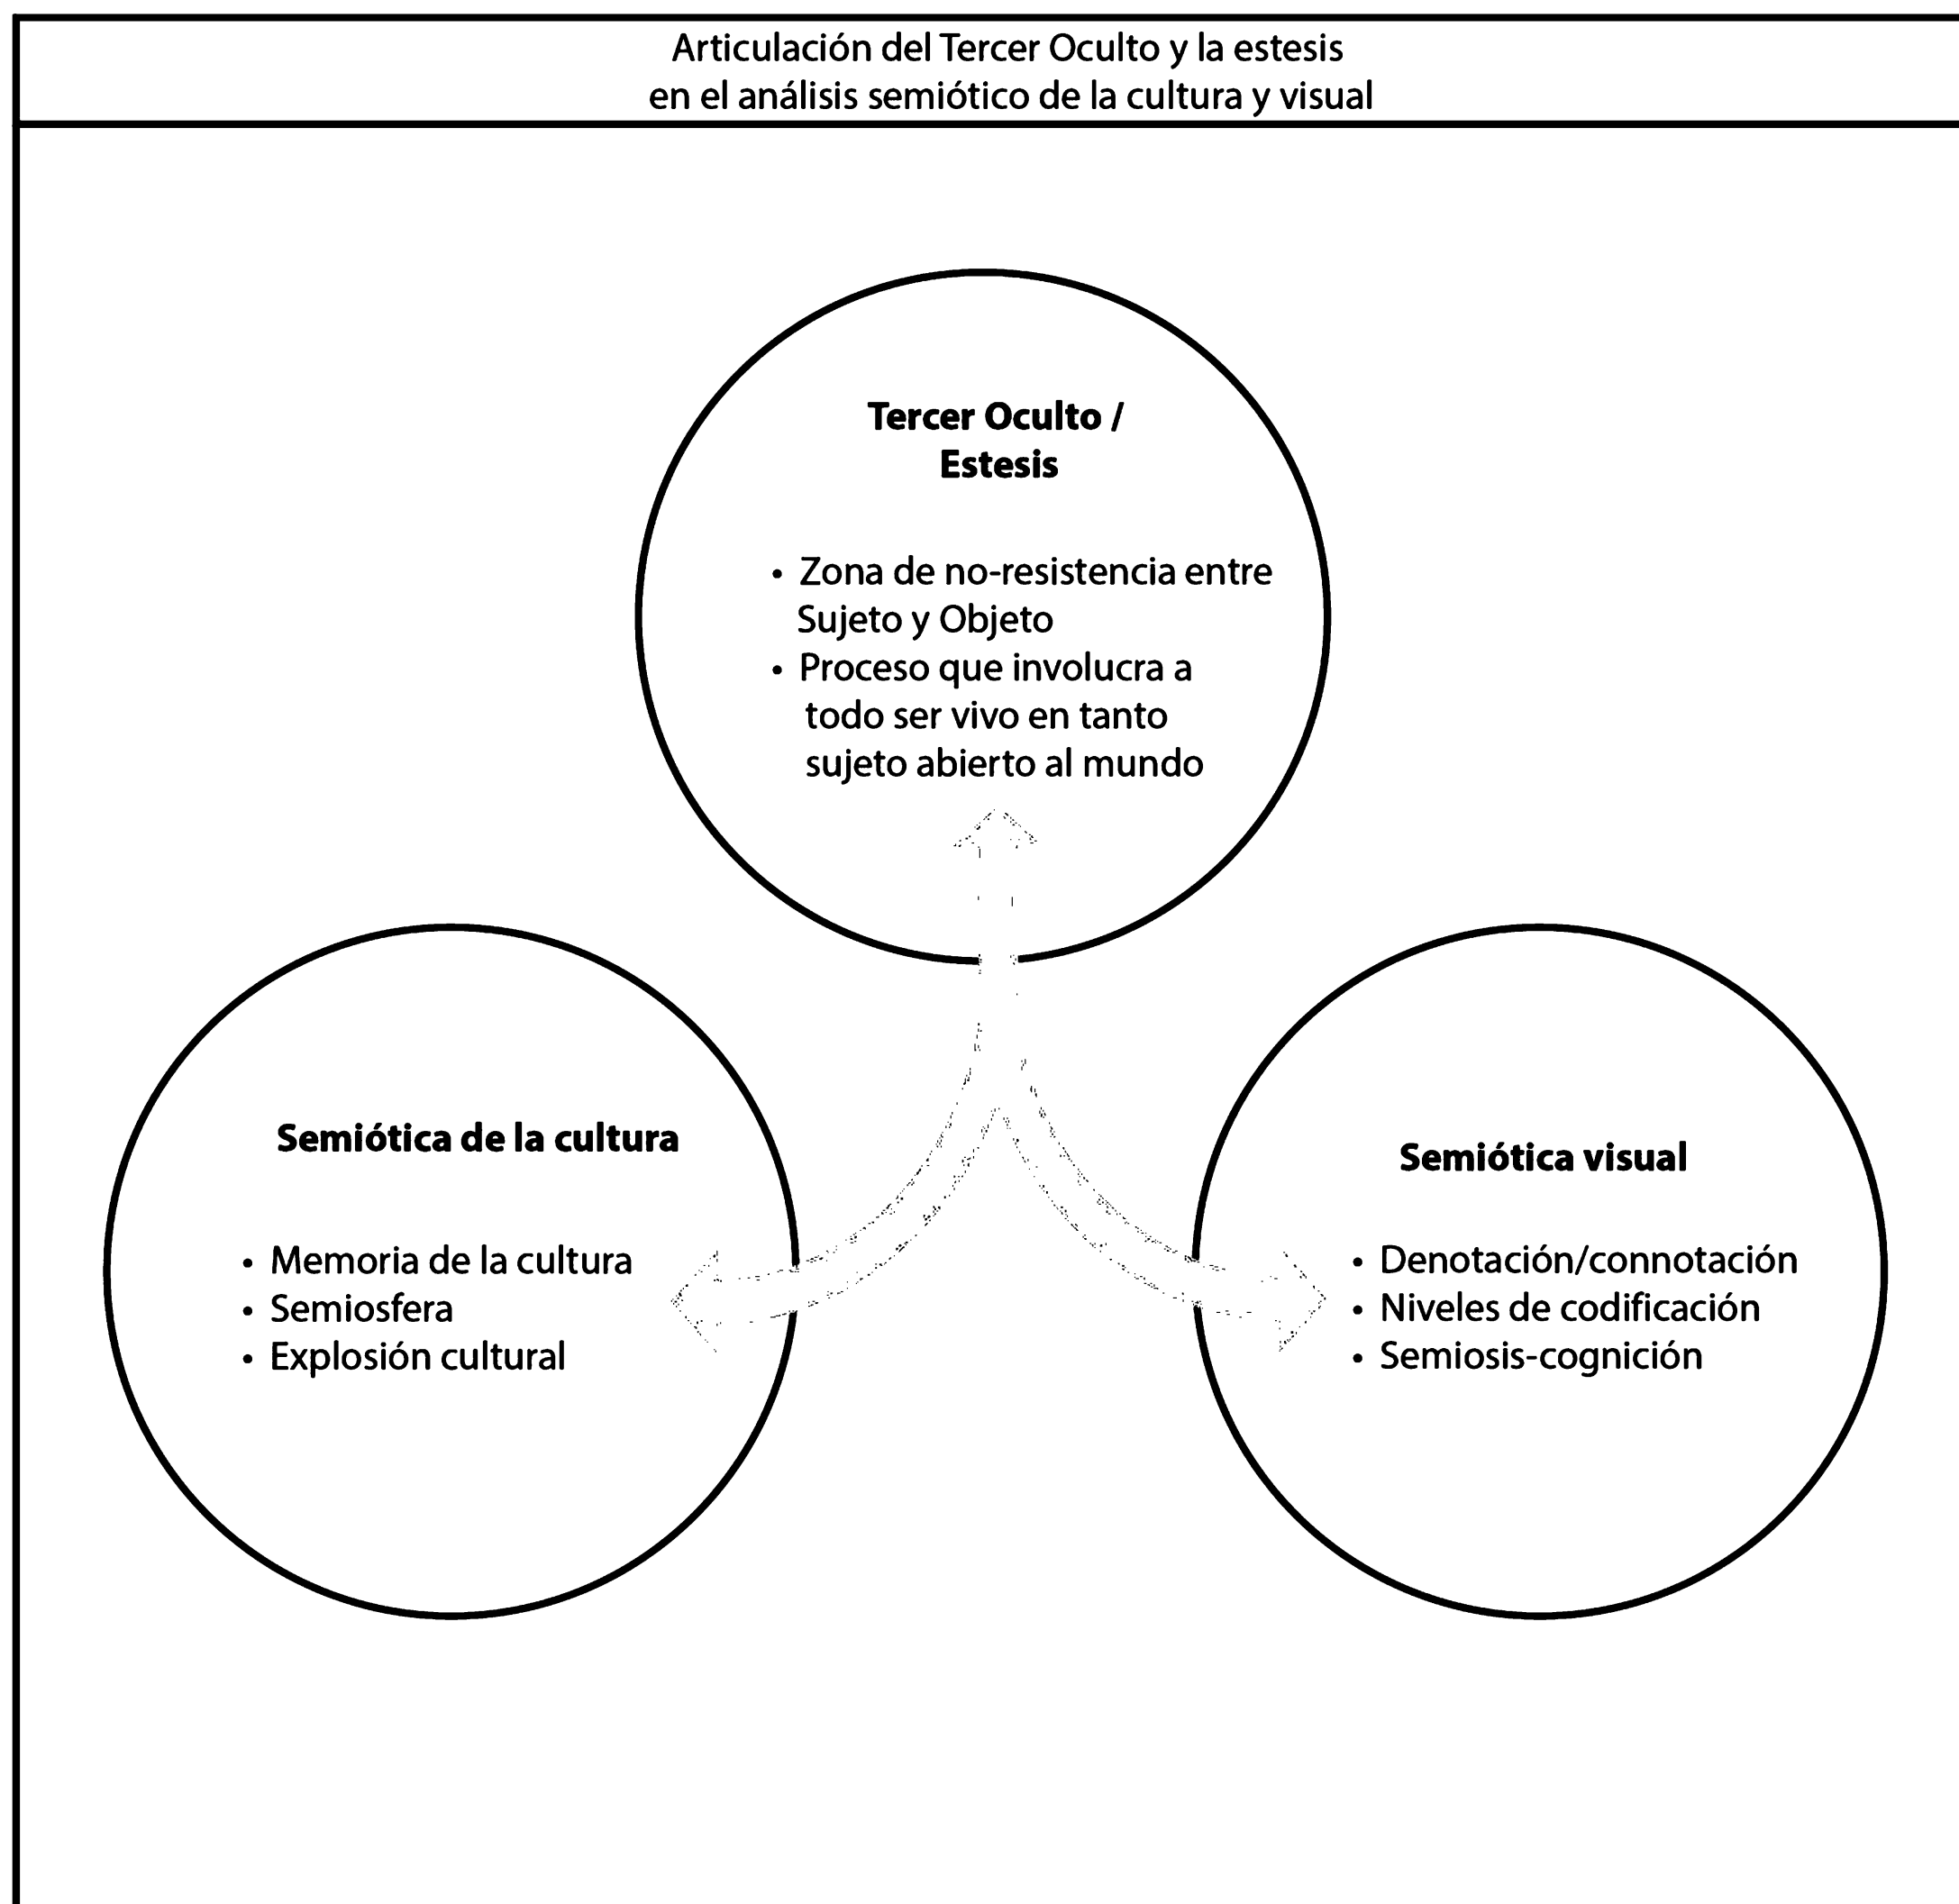 Articulación del Tercer Oculto y la estesis
en el análisis semiótico de la cultura y visual
Tercer Oculto /
Estesis
• Zona de no-resistencia entre
Sujeto y Objeto
• Proceso que involucra a
todo ser vivo en tanto
sujeto abierto al mundo
Semiótica de la cultura
• Memoria de la cultura
• Semiosfera
• Explosión cultural
Semiótica visual
• Denotación/connotación
• Niveles de codificación
• Semiosis-cognición